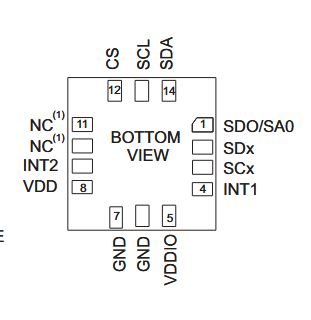 CS
SCL
SDA
12
14
NC(1)
11
1
SDO/SA0
NC(1)
SDx
BOTTOM
VIEW
INT2
SCx
VDD
8
4
INT1
7
5
GND
GND
VDDIO
E